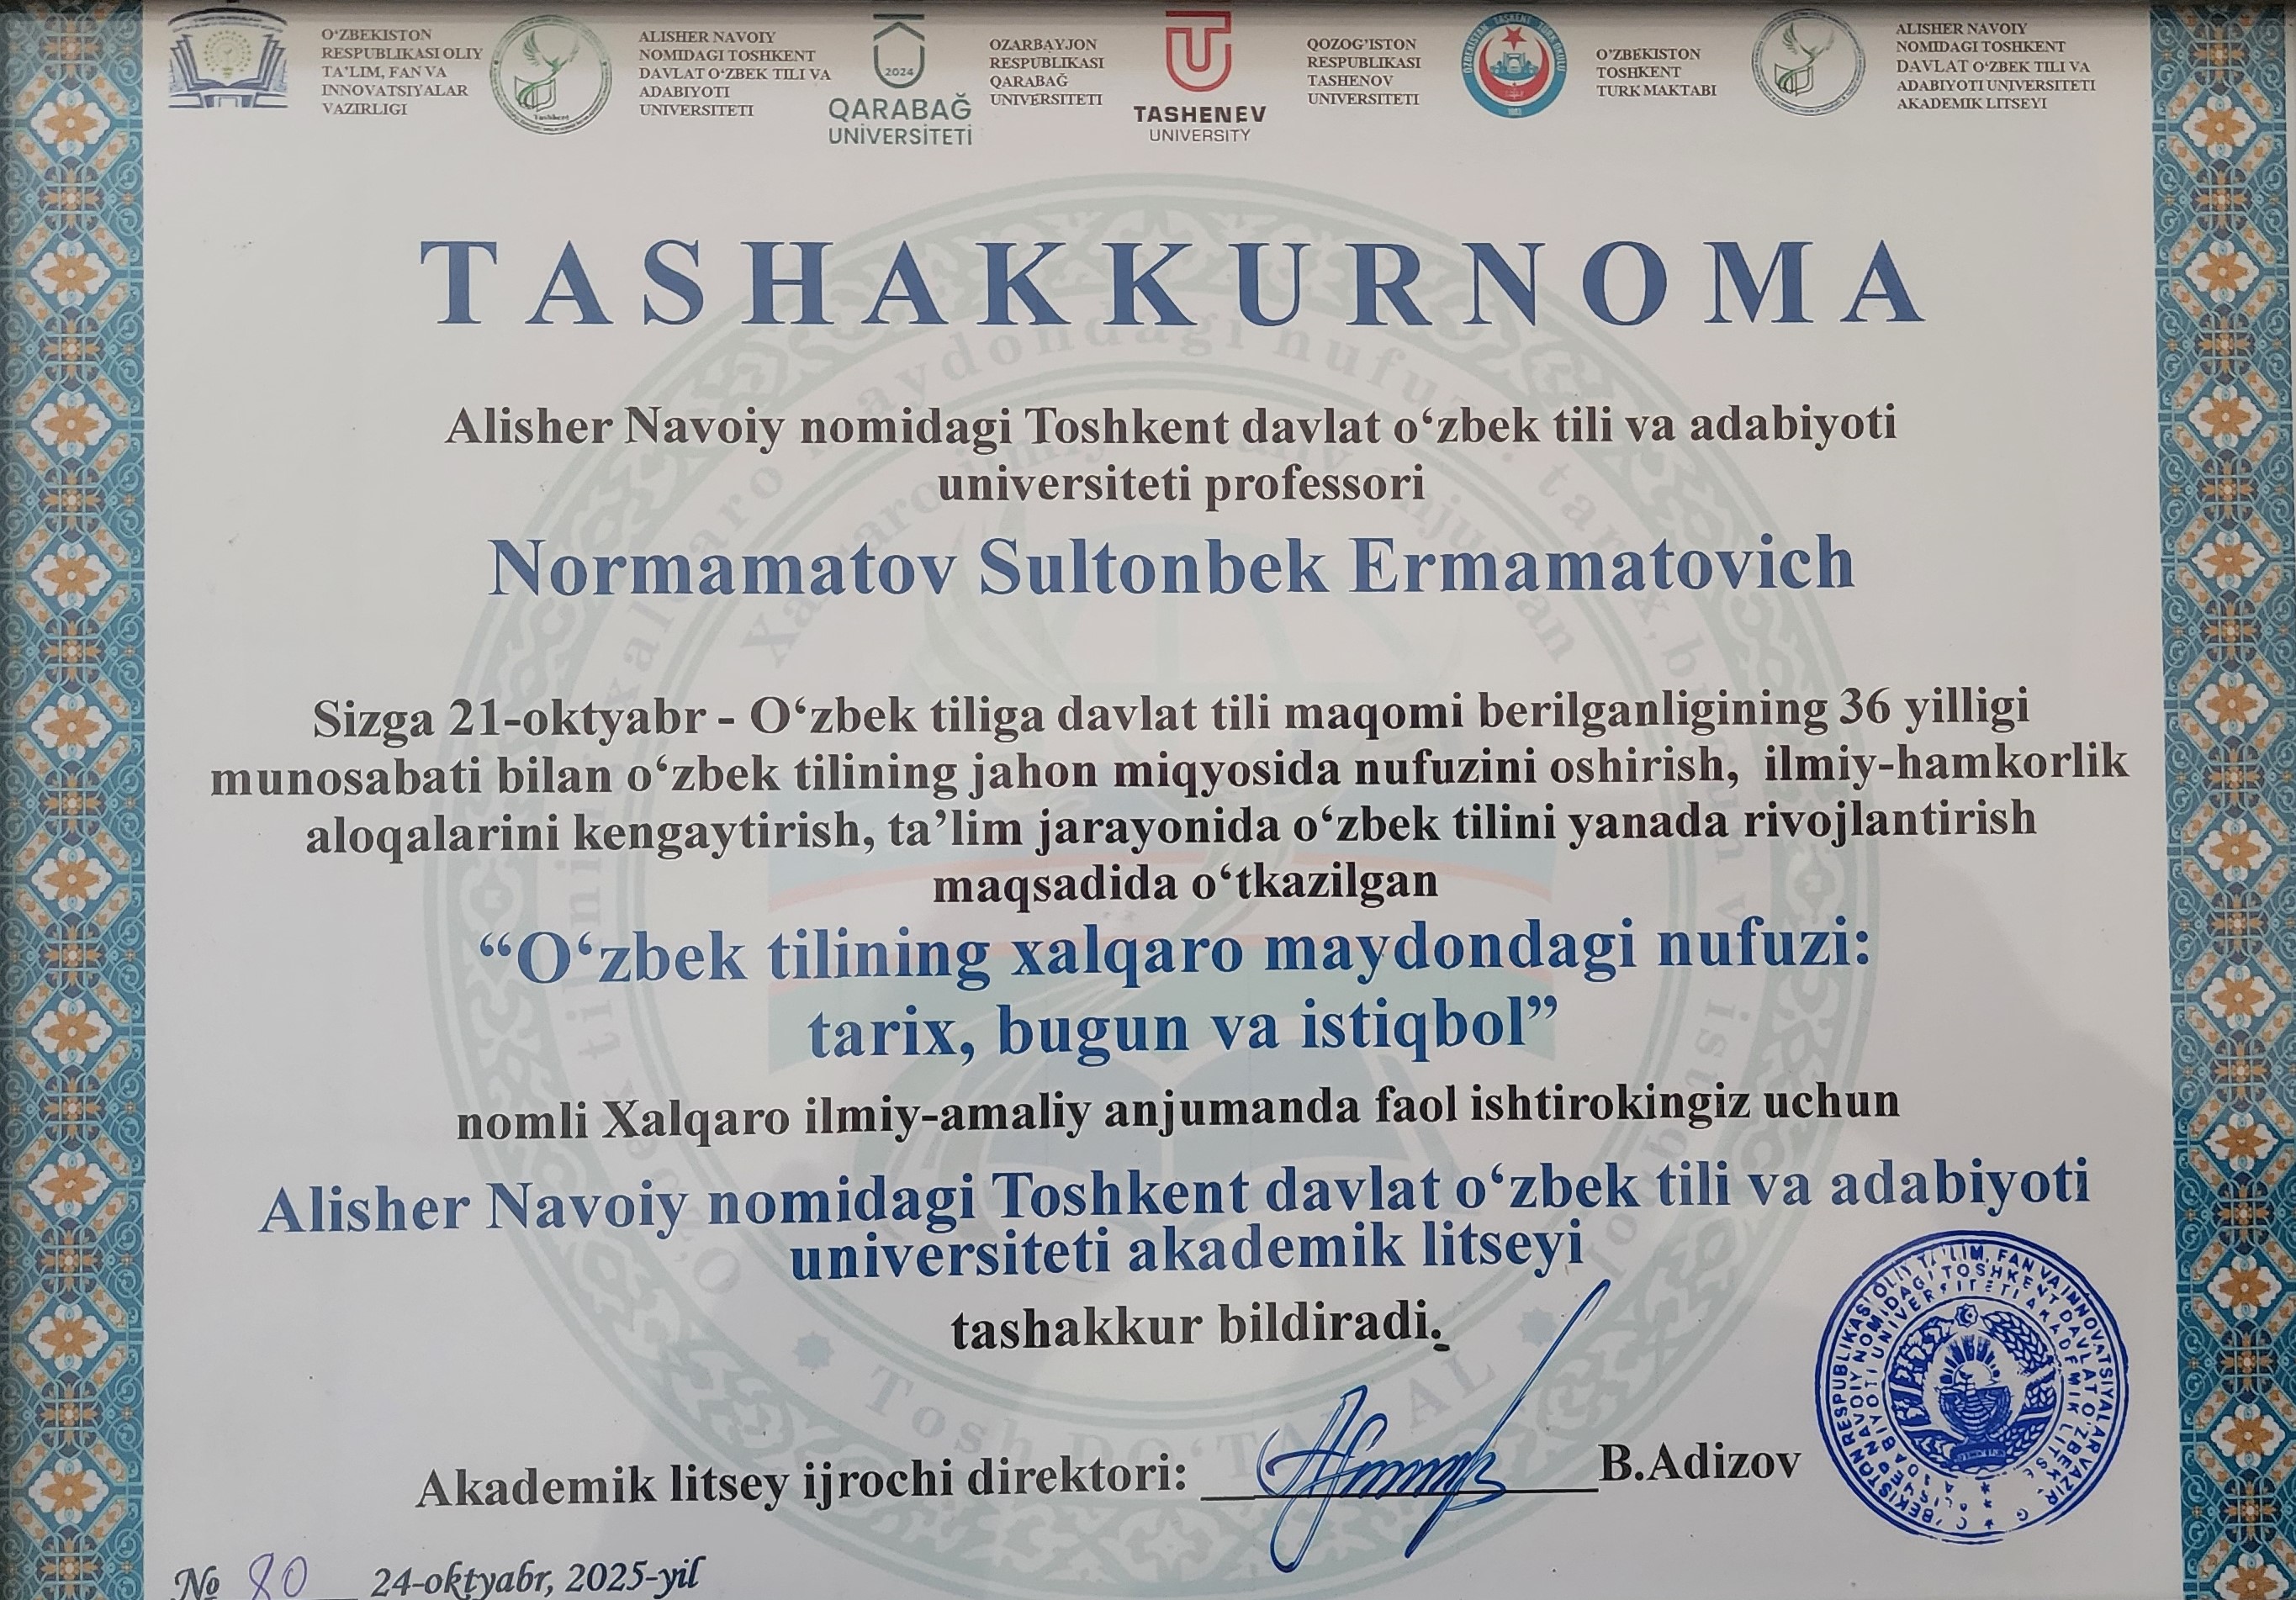 O‘ZBEKISTON
RESPUBLIKASI OLIY
TA’LIM, FAN VA
INNOVATSIYALAR
VAZIRLIGI
Tashkent
ALISHER NAVOIY
NOMIDAGI TOSHKENT
DAVLAT O‘ZBEK TILI VA
ADABIYOTI
UNIVERSITETI
2024
QARABAĞ
UNİVERSİTETİ
OZARBAYJON
RESPUBLIKASI
QARABAĞ
UNIVERSITETI
TASHENEV
UNIVERSITY
QOZOG’ISTON
RESPUBLIKASI
TASHENOV
UNIVERSITETI
O’ZBEKISTON
TOSHKENT
TURK MAKTABI
ALISHER NAVOIY
NOMIDAGI TOSHKENT
DAVLAT O‘ZBEK TILI VA
ADABIYOTI UNIVERSITETI
AKADEMIK LITSEYI
TASHAKKURNOMA
Alisher Navoiy nomidagi Toshkent davlat o‘zbek tili va adabiyoti
universiteti professori
Normamatov Sultonbek Ermamatovich
Sizga 21-oktyabr - O‘zbek tiliga davlat tili maqomi berilganligining 36 yilligi
munosabati bilan o‘zbek tilining jahon miqyosida nufuzini oshirish, ilmiy-hamkorlik
aloqalarini kengaytirish, ta’lim jarayonida o‘zbek tilini yanada rivojlantirish
maqsadida o‘tkazilgan
“O‘zbek tilining xalqaro maydondagi nufuzi:
tarix, bugun va istiqbol”
nomli Xalqaro ilmiy-amaliy anjumanda faol ishtirokingiz uchun
Alisher Navoiy nomidagi Toshkent davlat o‘zbek tili va adabiyoti
universiteti akademik litseyi
tashakkur bildiradi.
Akademik litsey ijrochi direktori: B.Adizov
№ 80 24-oktyabr, 2025-yil